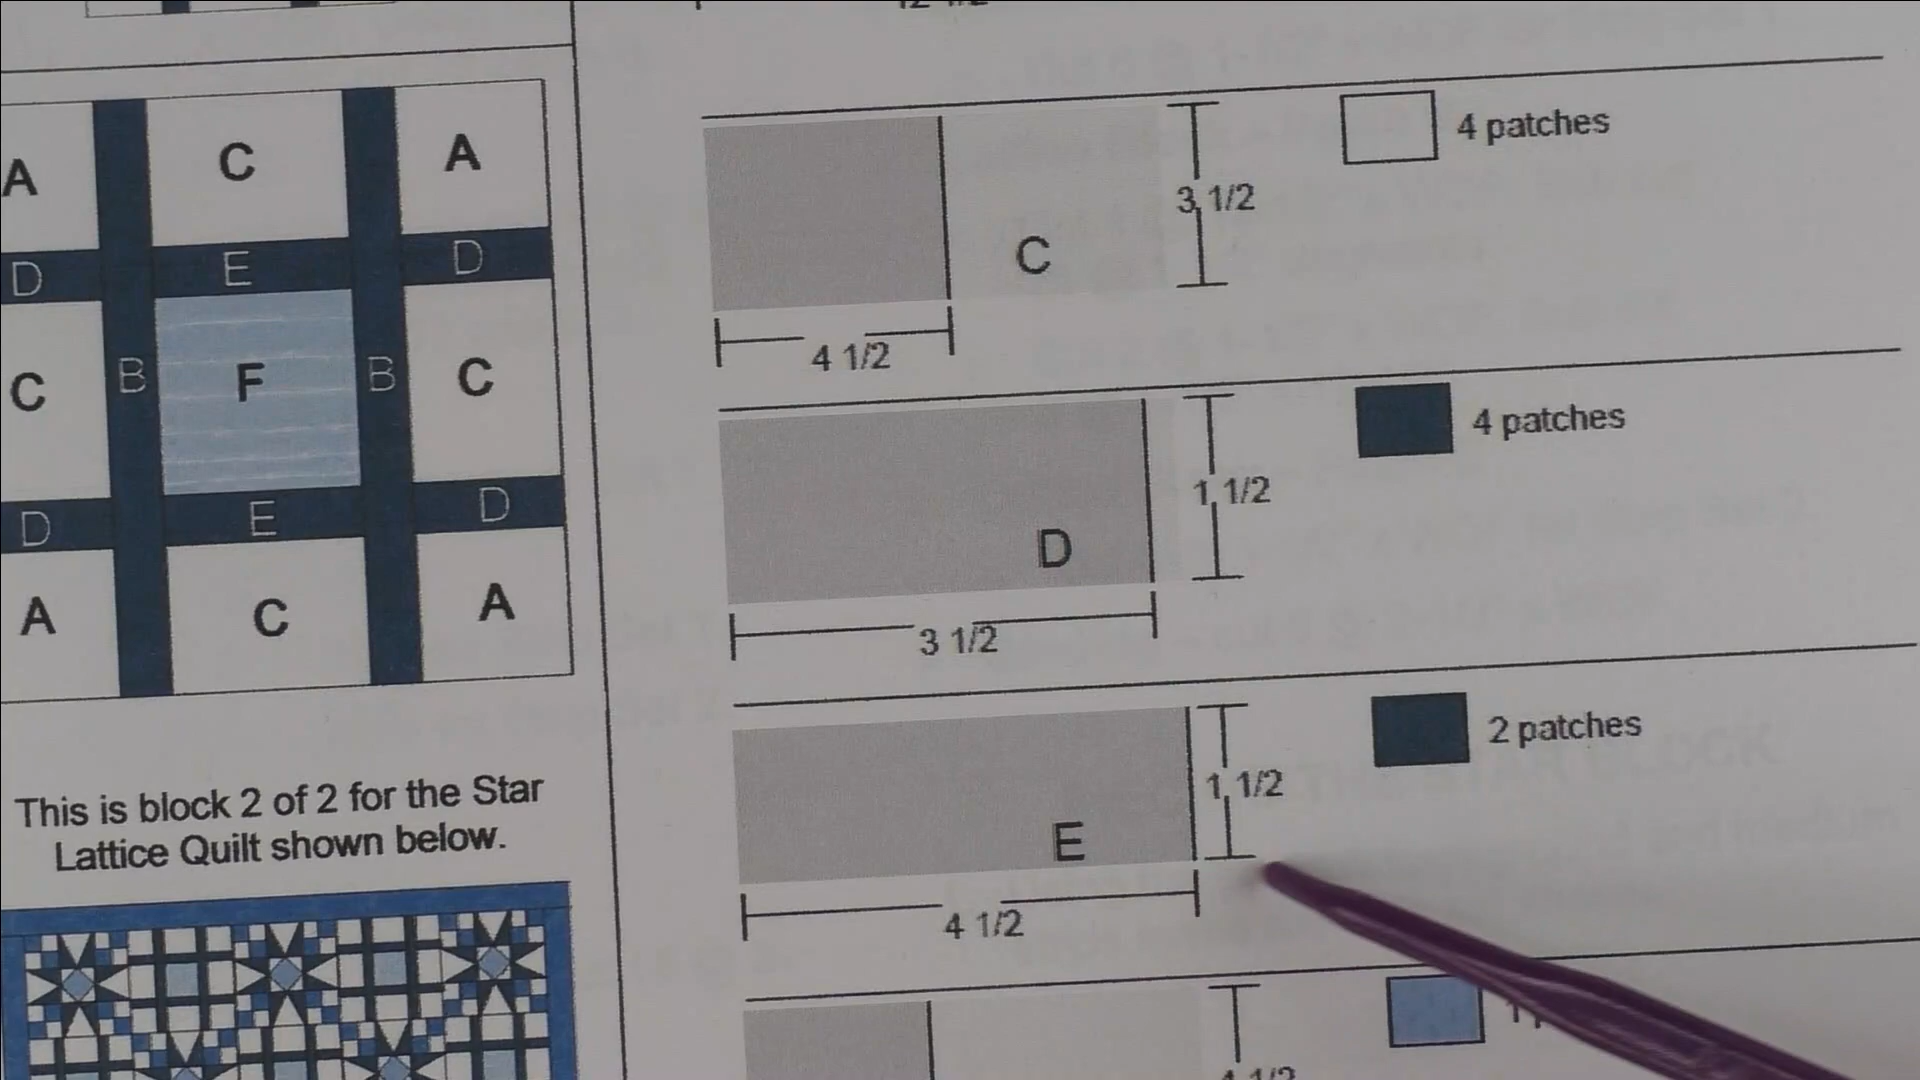 A C A
D E D
C B F B C
D E D
A C A
This is block 2 of 2 for the Star
Lattice Quilt shown below.
C
3 1/2
4 1/2
4 patches
D
1 1/2
3 1/2
4 patches
E
1 1/2
4 1/2
2 patches